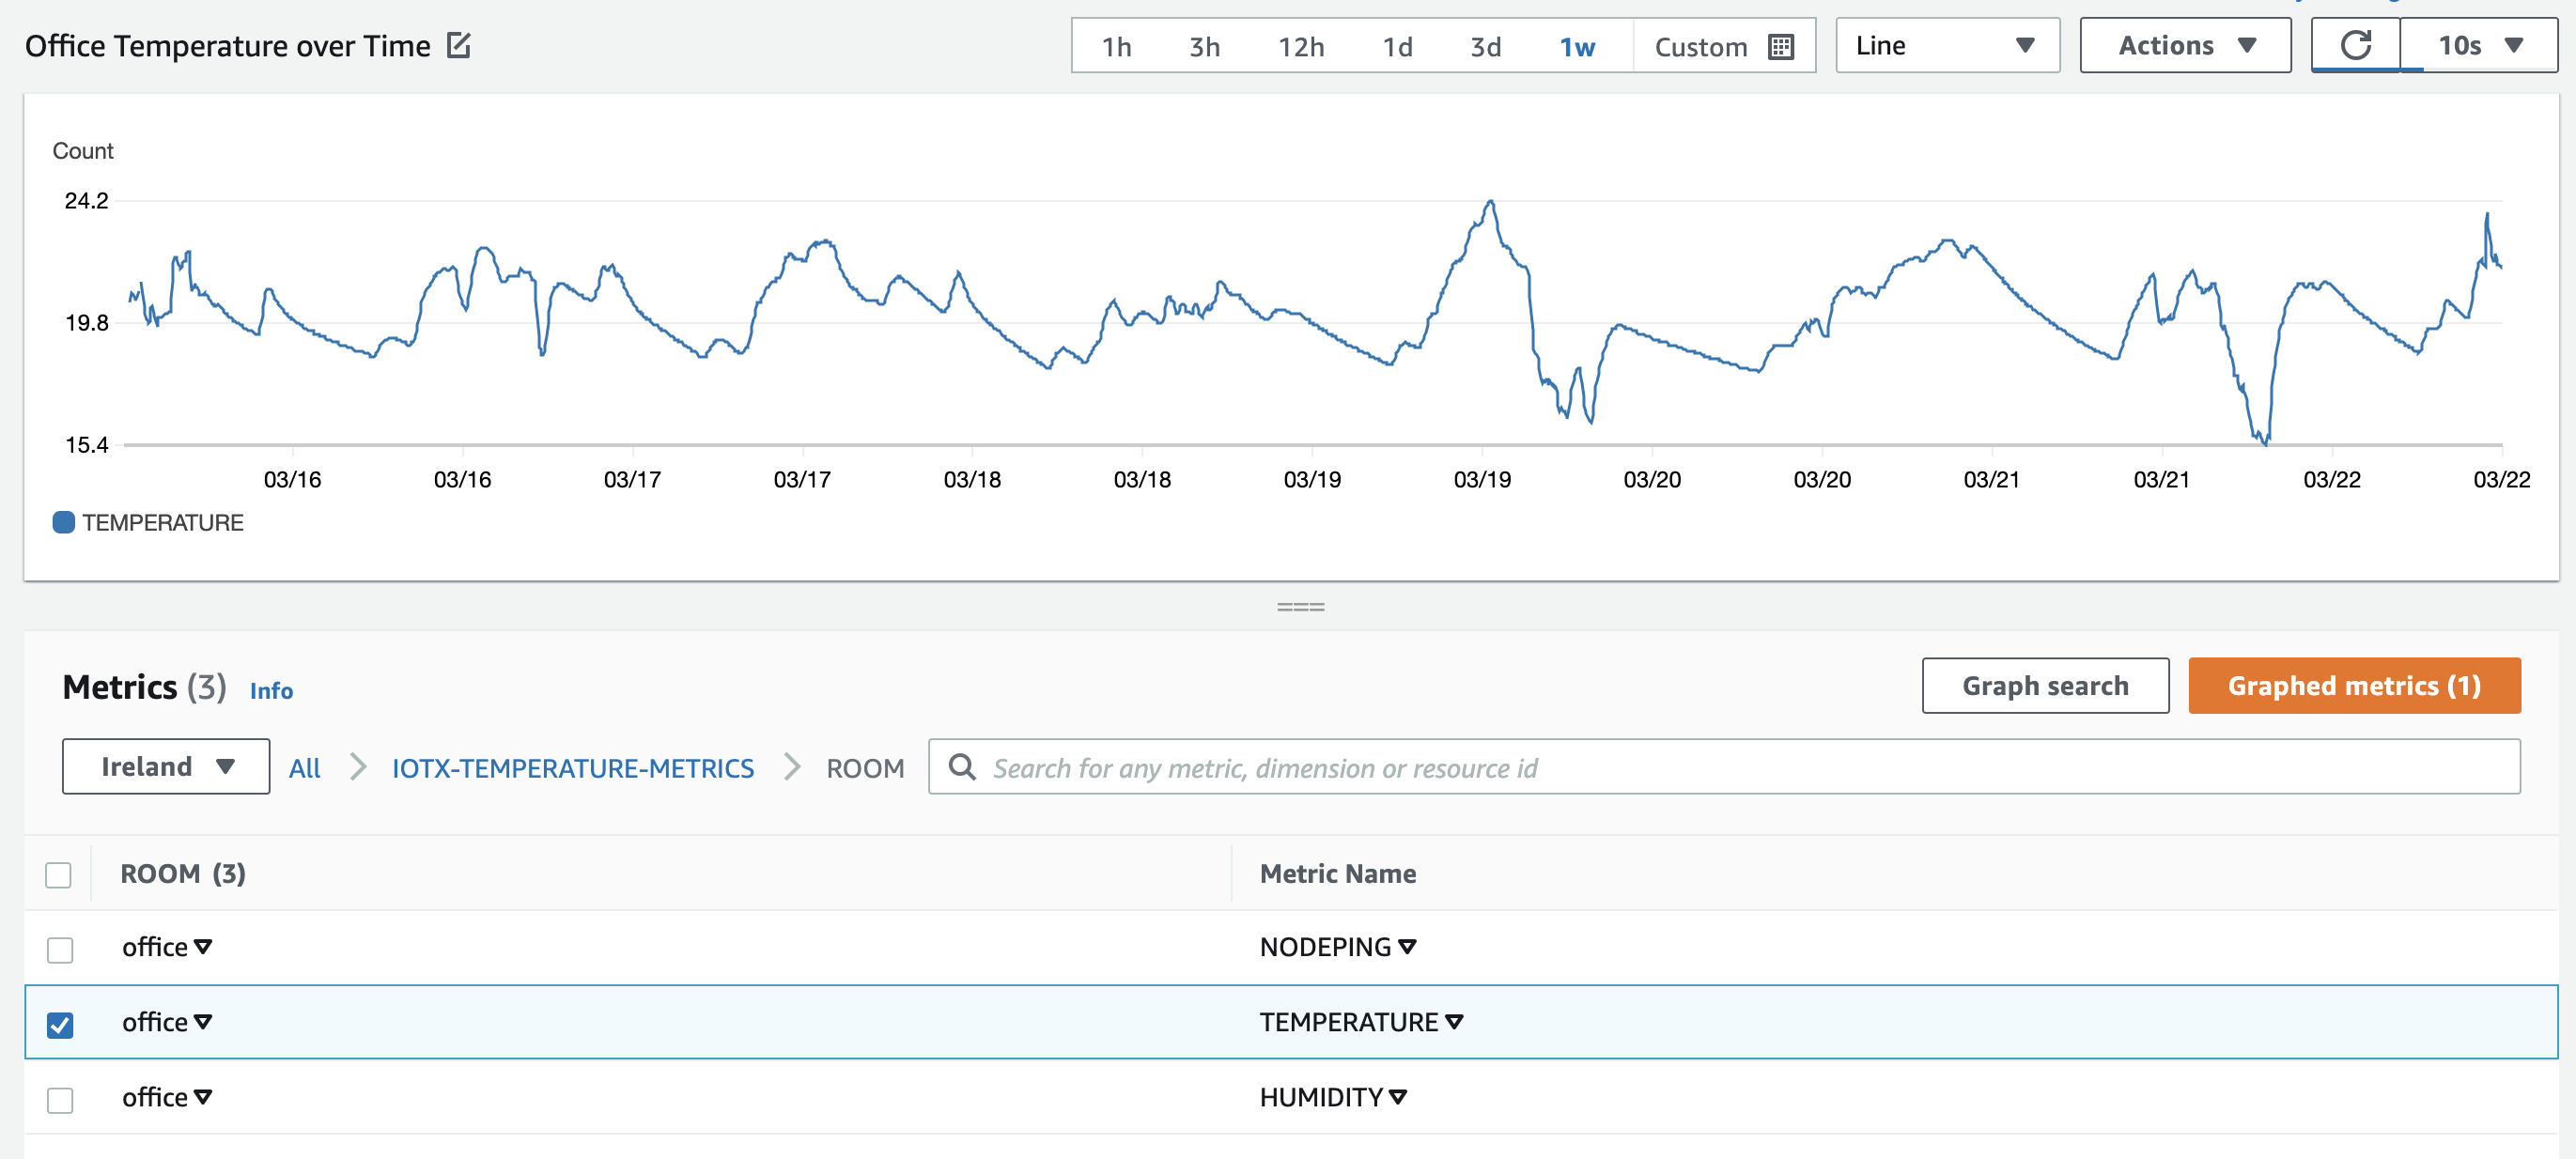 Office Temperature over Time
1h 3h 12h 1d 3d 1w Custom Line Actions 10s
Count
24.2
19.8
15.4
03/16 03/16 03/17 03/17 03/18 03/18 03/19 03/19 03/20 03/20 03/21 03/21 03/22 03/22
TEMPERATURE
Metrics (3) Info Graph search Graphed metrics (1)
Ireland All IOTX-TEMPERATURE-METRICS ROOM Search for any metric, dimension or resource id
ROOM (3) Metric Name
office NODEPING
office TEMPERATURE
office HUMIDITY